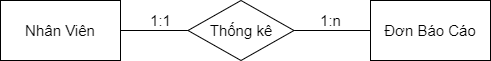 Nhân Viên
1:1
Thống kê
1:n
Đơn Báo Cáo